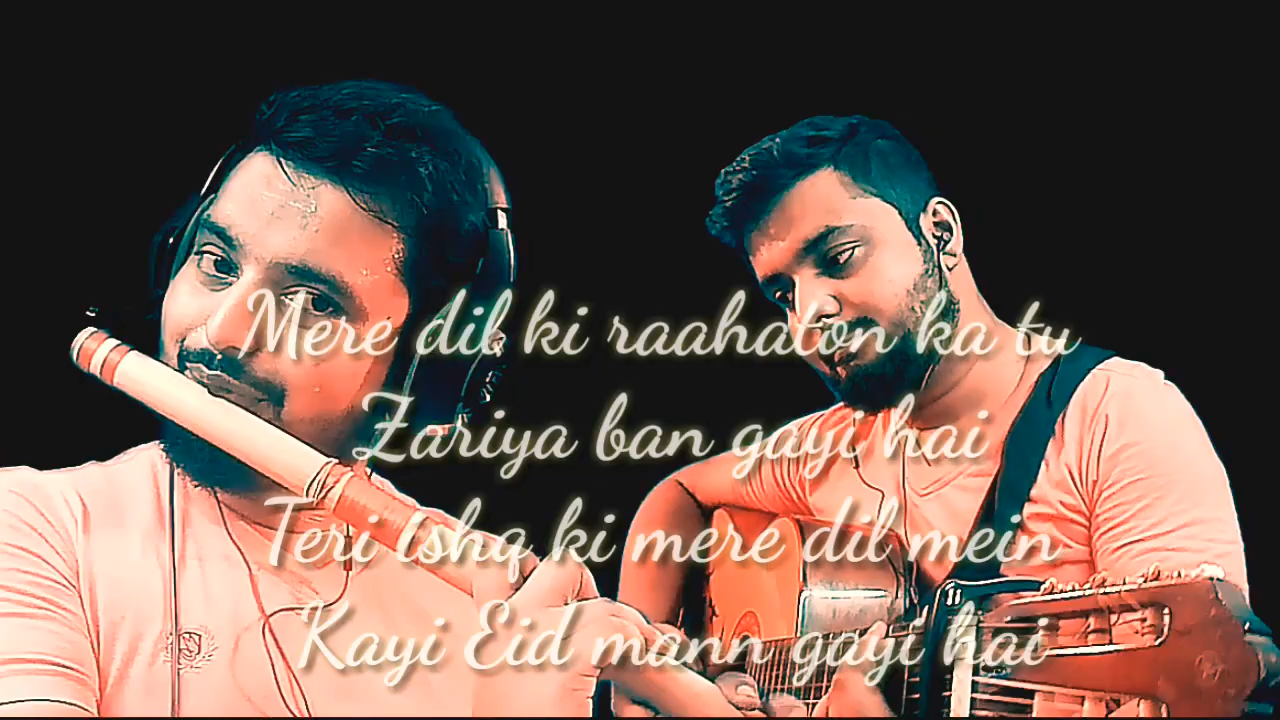 Mere dil ki raahaton ka tu
Zariya ban gayi hai
Teri ishq ki mere dil mein
Kayi Eid mann gayi hai